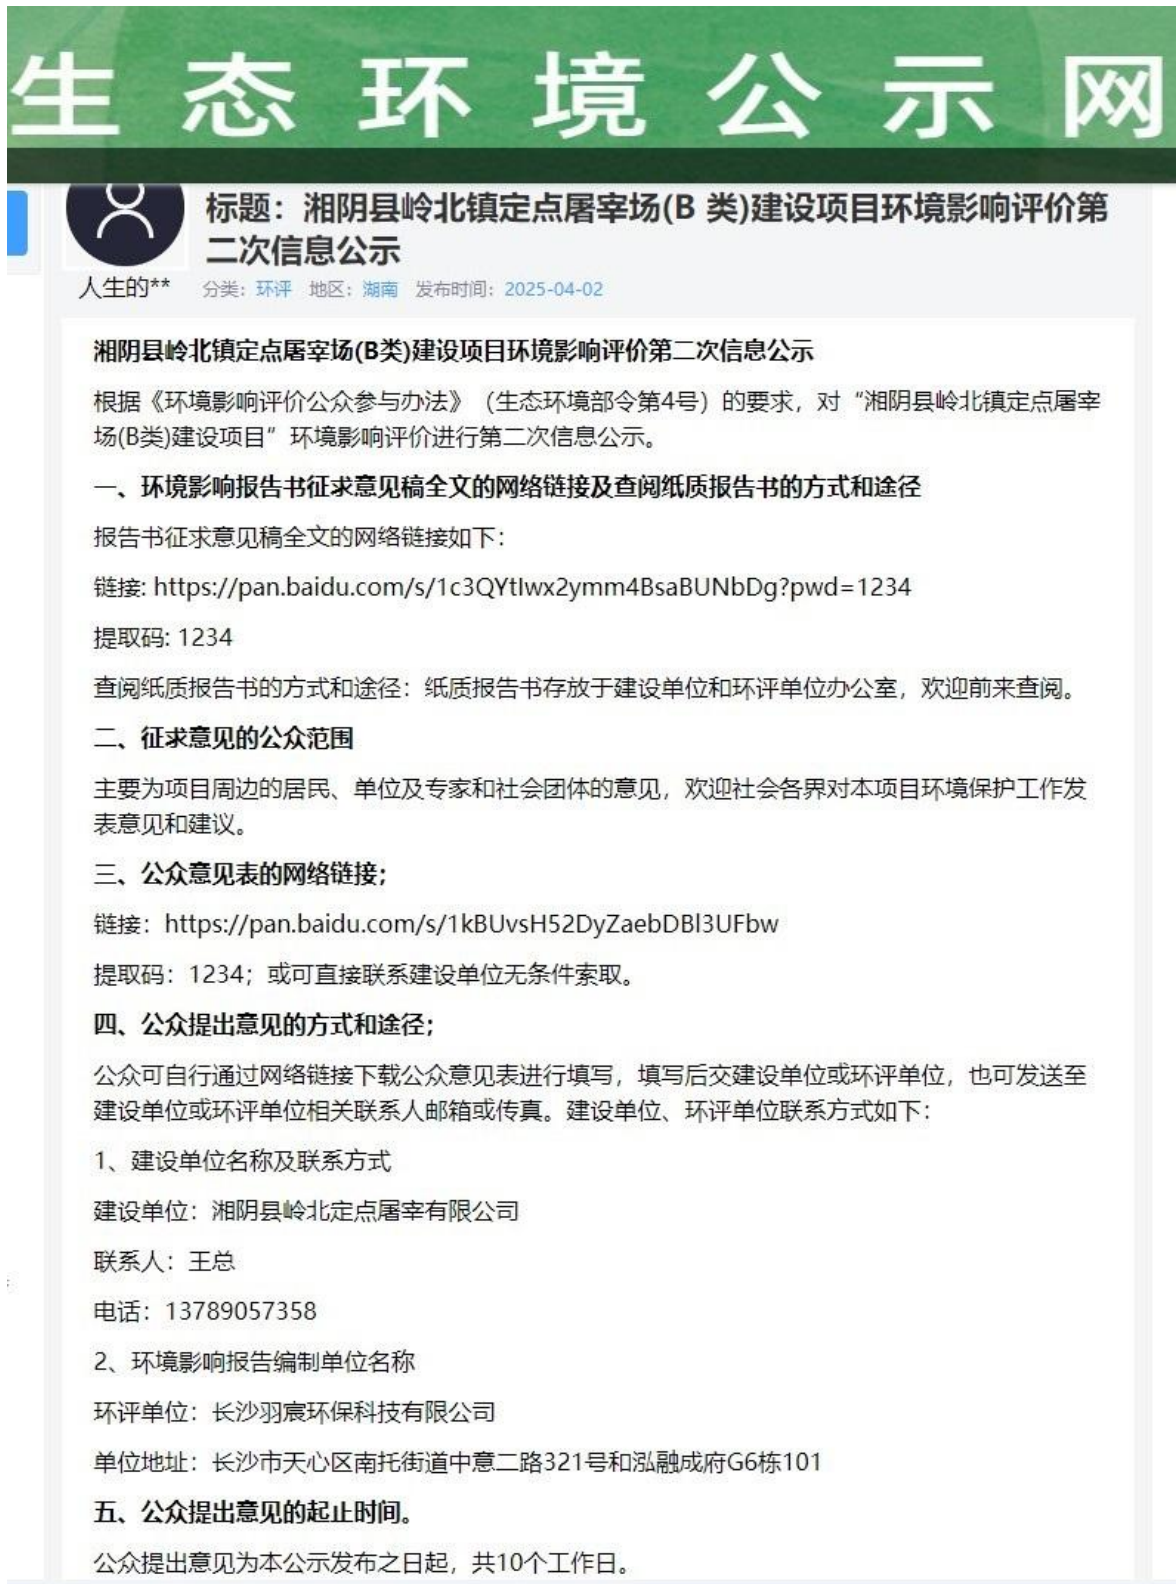 生态环境公示网
标题：湘阴县岭北镇定点屠宰场(B 类)建设项目环境影响评价第
二次信息公示
人生的** 分类：环评 地区：湖南 发布时间：2025-04-02
湘阴县岭北镇定点屠宰场(B类)建设项目环境影响评价第二次信息公示
根据《环境影响评价公众参与办法》（生态环境部令第4号）的要求，对“湘阴县岭北镇定点屠宰
场(B类)建设项目”环境影响评价进行第二次信息公示。
一、环境影响报告书征求意见稿全文的网络链接及查阅纸质报告书的方式和途径
报告书征求意见稿全文的网络链接如下：
链接: https://pan.baidu.com/s/1c3QYtIwx2ymm4BsaBUNbDg?pwd=1234
提取码: 1234
查阅纸质报告书的方式和途径：纸质报告书存放于建设单位和环评单位办公室，欢迎前来查阅。
二、征求意见的公众范围
主要为项目周边的居民、单位及专家和社会团体的意见，欢迎社会各界对本项目环境保护工作发
表意见和建议。
三、公众意见表的网络链接；
链接：https://pan.baidu.com/s/1kBUvsH52DyZaebDBl3UFbw
提取码：1234；或可直接联系建设单位无条件索取。
四、公众提出意见的方式和途径；
公众可自行通过网络链接下载公众意见表进行填写，填写后交建设单位或环评单位，也可发送至
建设单位或环评单位相关联系人邮箱或传真。建设单位、环评单位联系方式如下：
1、建设单位名称及联系方式
建设单位：湘阴县岭北定点屠宰有限公司
联系人：王总
电话：13789057358
2、环境影响报告编制单位名称
环评单位：长沙羽宸环保科技有限公司
单位地址：长沙市天心区南托街道中意二路321号和泓融成府G6栋101
五、公众提出意见的起止时间。
公众提出意见为本公示发布之日起，共10个工作日。